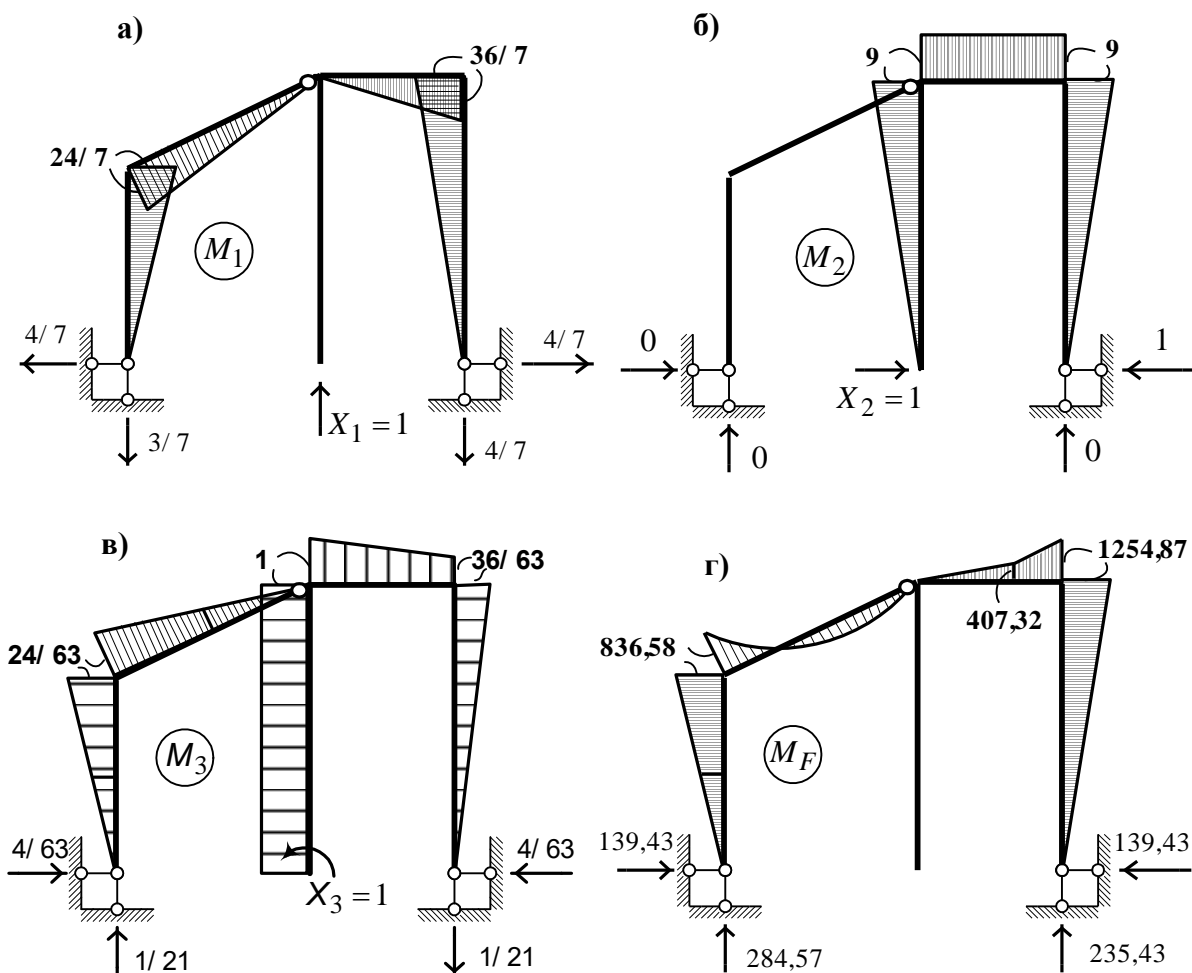 а)
36/ 7
24/ 7
M1
4/ 7
4/ 7
3/ 7
X1 = 1
4/ 7
б)
9
9
M2
0
X2 = 1
1
0
0
в)
1
36/ 63
24/ 63
M3
4/ 63
4/ 63
X3 = 1
1/ 21
1/ 21
г)
1254,87
407,32
836,58
MF
139,43
139,43
284,57
235,43